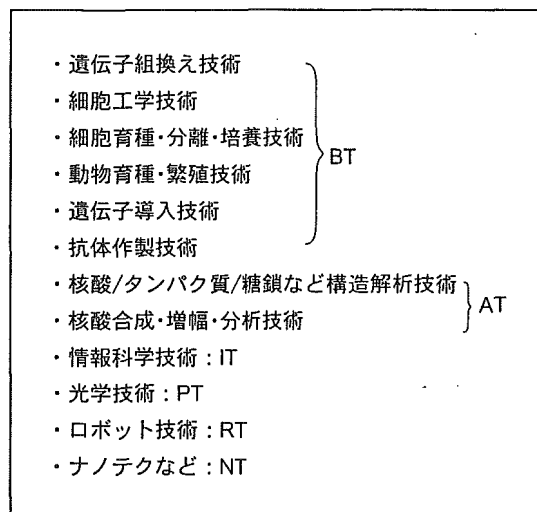 ・遺伝子組換え技術
・細胞工学技術
・細胞育種・分離・培養技術
・動物育種・繁殖技術
・遺伝子導入技術
・抗体作製技術
BT
・核酸/タンパク質/糖鎖など構造解析技術
・核酸合成・増幅・分析技術
AT
・情報科学技術：IT
・光学技術：PT
・ロボット技術：RT
・ナノテクなど：NT